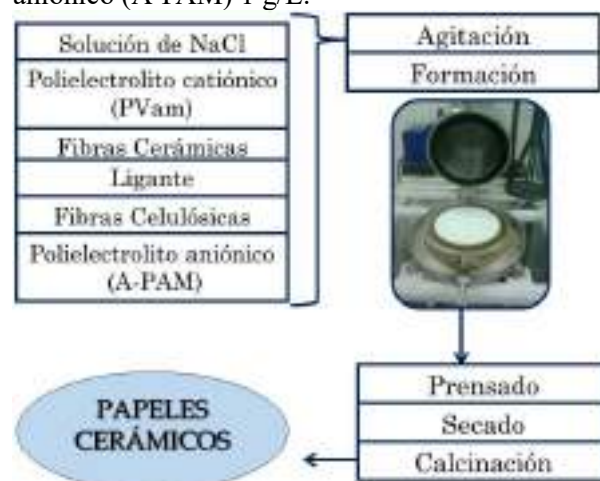 aniónico (A-PAM) 1 g/L.
Solución de NaCl
Polielectrolito catiónico
(PVam)
Fibras Cerámicas
Ligante
Fibras Celulósicas
Polielectrolito aniónico
(A-PAM)
Agitación
Formación
Prensado
Secado
Calcinación
PAPELES
CERÁMICOS